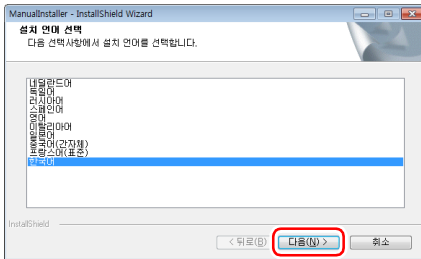 ManualInstaller - InstallShield Wizard
설치 언어 선택
다음 선택사항에서 설치 언어를 선택합니다.
네덜란드어
독일어
러시아어
스페인어
영어
이탈리아어
일본어
중국어(간자체)
프랑스어(표준)
한국어
InstallShield
< 뒤로(B)
다음(N) >
취소